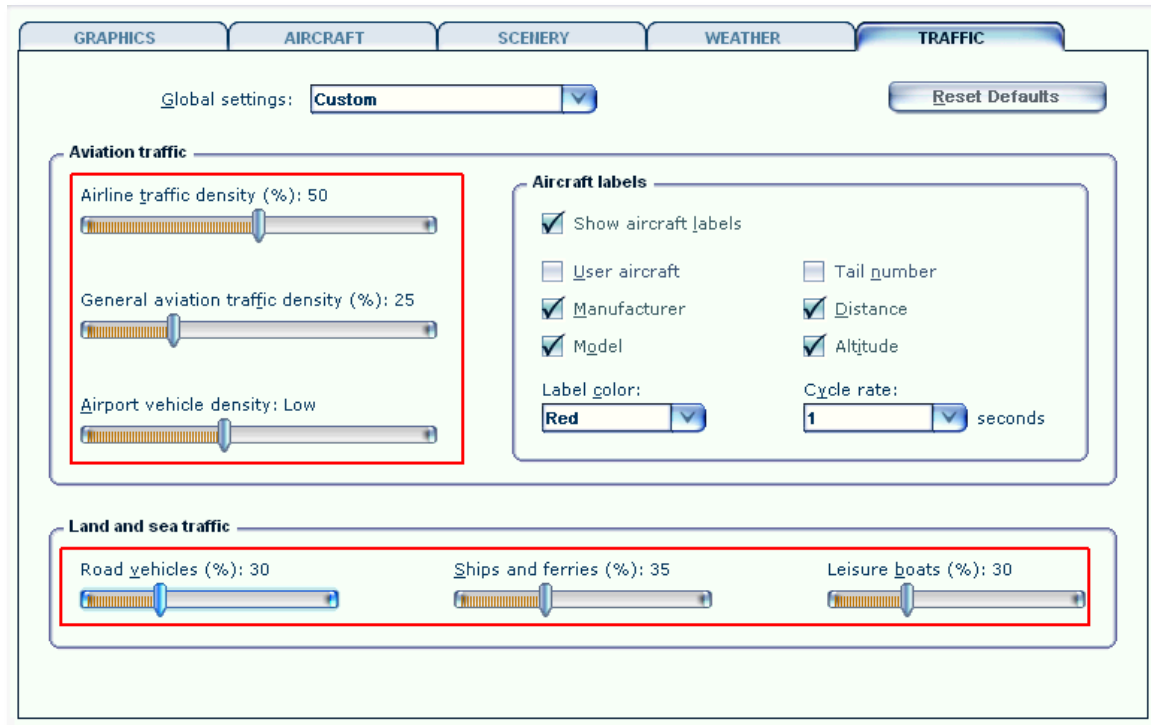 GRAPHICS AIRCRAFT SCENERY WEATHER TRAFFIC
Global settings: Custom Reset Defaults
Aviation traffic
Airline traffic density (%): 50
General aviation traffic density (%): 25
Airport vehicle density: Low
Aircraft labels
Show aircraft labels
User aircraft Tail number
Manufacturer Distance
Model Altitude
Label color: Cycle rate:
Red 1 seconds
Land and sea traffic
Road vehicles (%): 30 Ships and ferries (%): 35 Leisure boats (%): 30